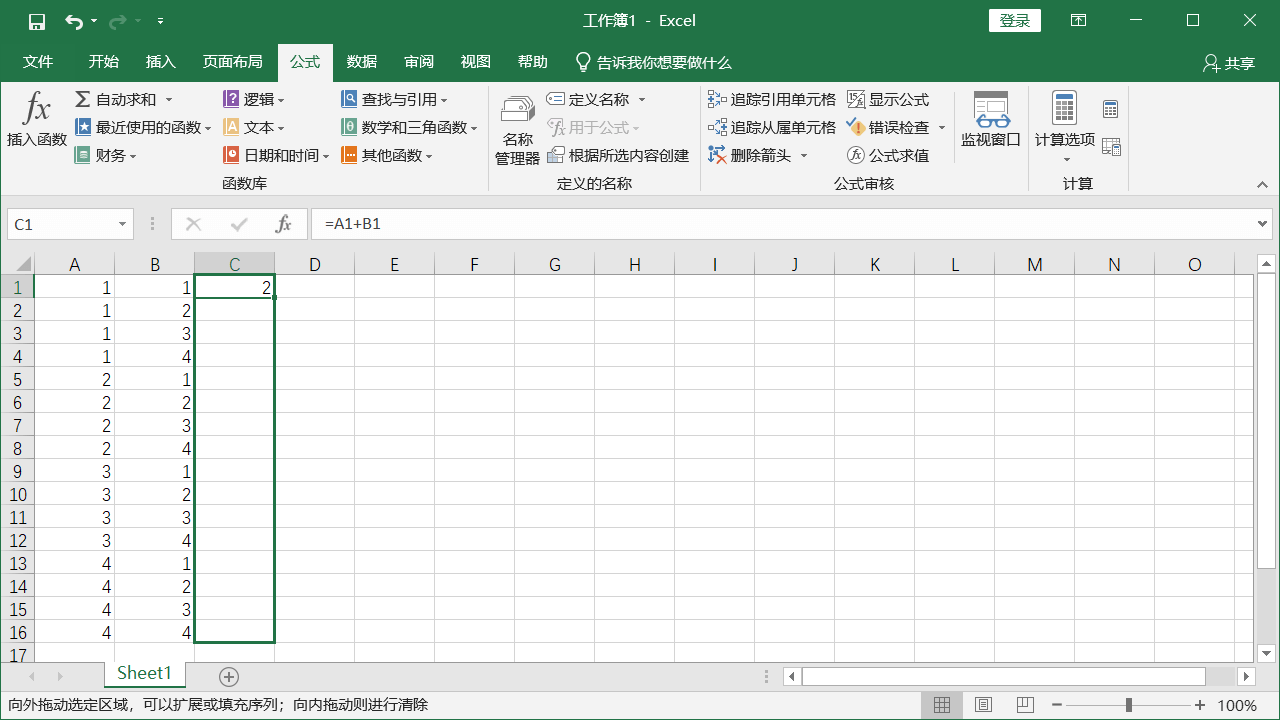 工作簿1 - Excel
登录
文件 开始 插入 页面布局 公式 数据 审阅 视图 帮助 告诉我你想要做什么 共享
fx 插入函数
Σ 自动求和
最近使用的函数
财务
逻辑
文本
日期和时间
查找与引用
数学和三角函数
其他函数
函数库
名称
管理器
定义名称
用于公式
根据所选内容创建
定义的名称
追踪引用单元格
追踪从属单元格
删除箭头
显示公式
错误检查
公式求值
公式审核
监视窗口
计算选项
计算
C1 fx =A1+B1
A B C D E F G H I J K L M N O
1 1 1 2
2 1 2
3 1 3
4 1 4
5 2 1
6 2 2
7 2 3
8 2 4
9 3 1
10 3 2
11 3 3
12 3 4
13 4 1
14 4 2
15 4 3
16 4 4
17
Sheet1
向外拖动选定区域，可以扩展或填充序列；向内拖动则进行清除 100%